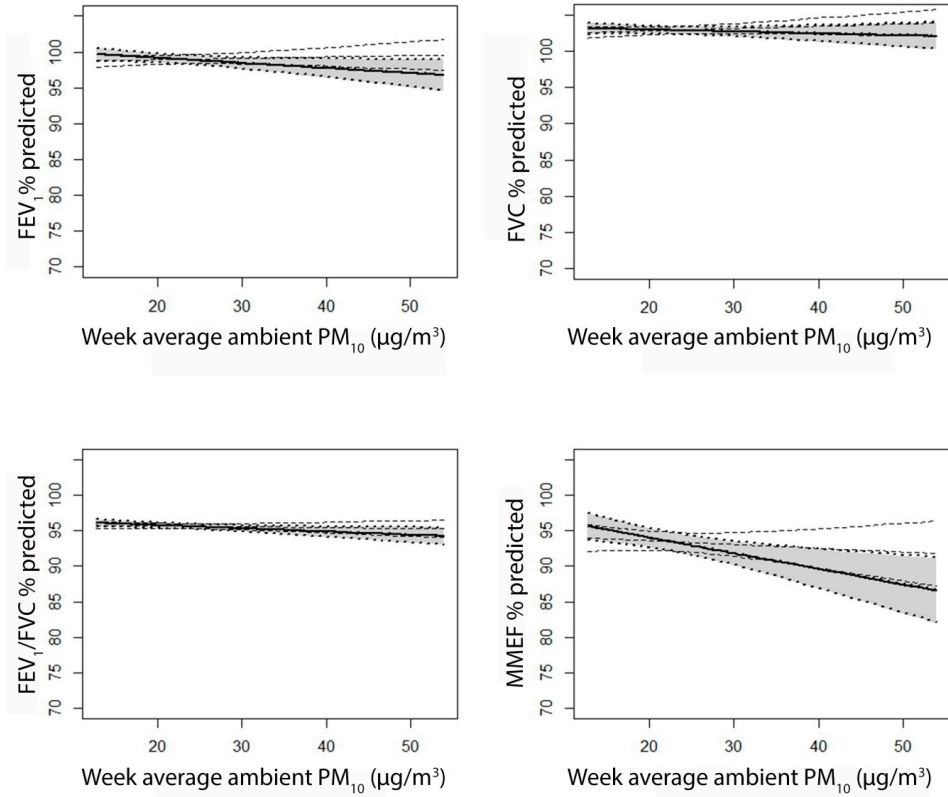 FEV₁% predicted
100
95
90
85
80
75
70
20 30 40 50
Week average ambient PM₁₀ (µg/m³)
FVC % predicted
100
95
90
85
80
75
70
20 30 40 50
Week average ambient PM₁₀ (µg/m³)
FEV₁/FVC % predicted
100
95
90
85
80
75
70
20 30 40 50
Week average ambient PM₁₀ (µg/m³)
MMEF % predicted
100
95
90
85
80
75
70
20 30 40 50
Week average ambient PM₁₀ (µg/m³)